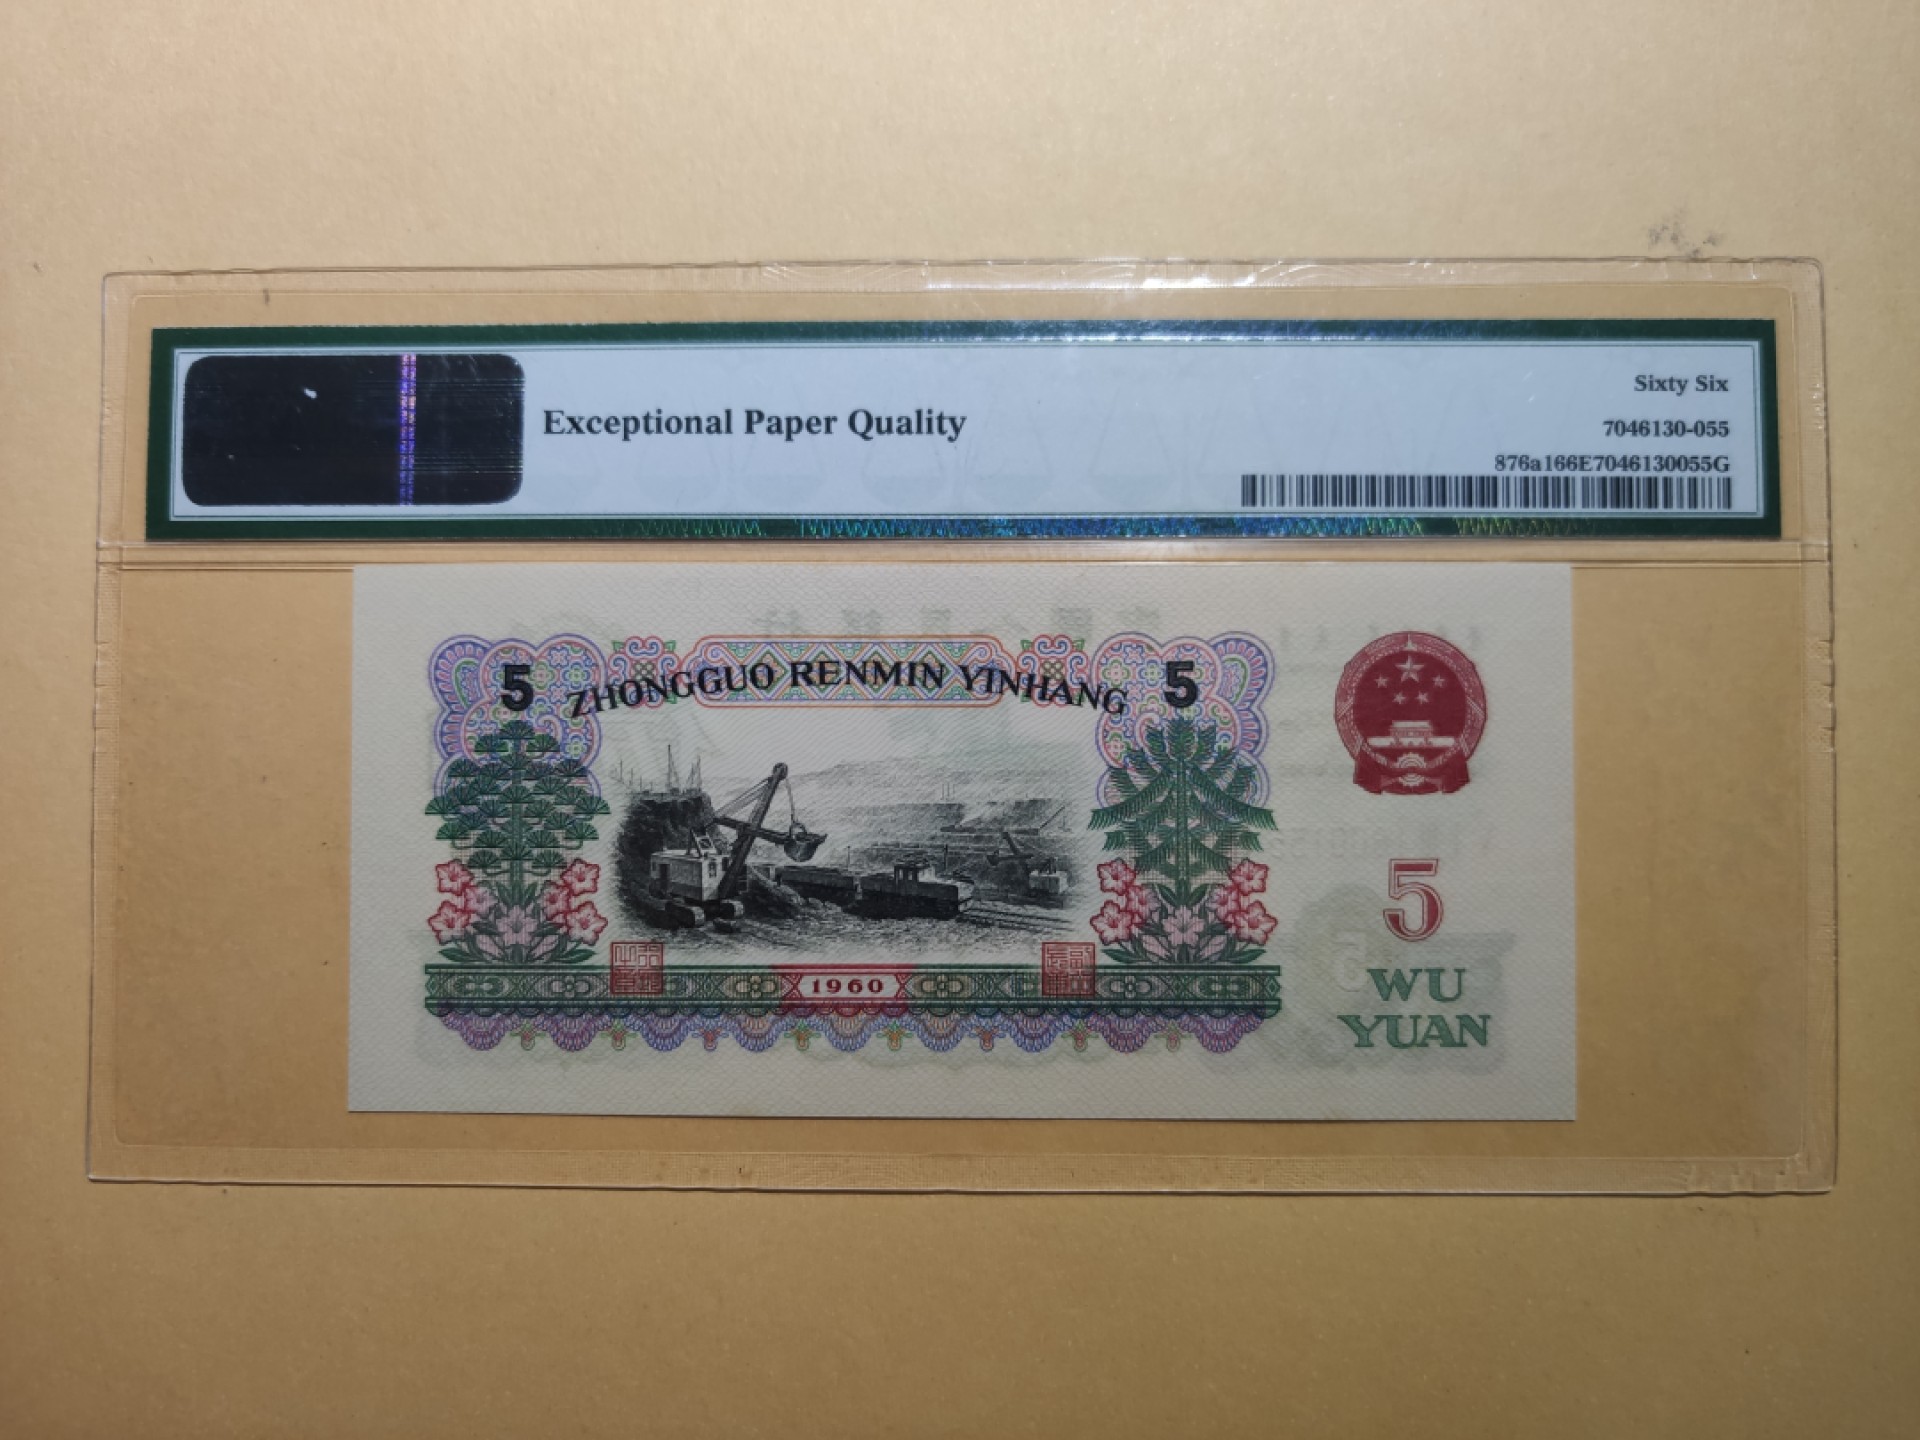 Exceptional Paper Quality
Sixty Six
7046130-055
876a166E7046130055G
5 ZHONGGUO RENMIN YINHANG 5
1960
5
WU
YUAN